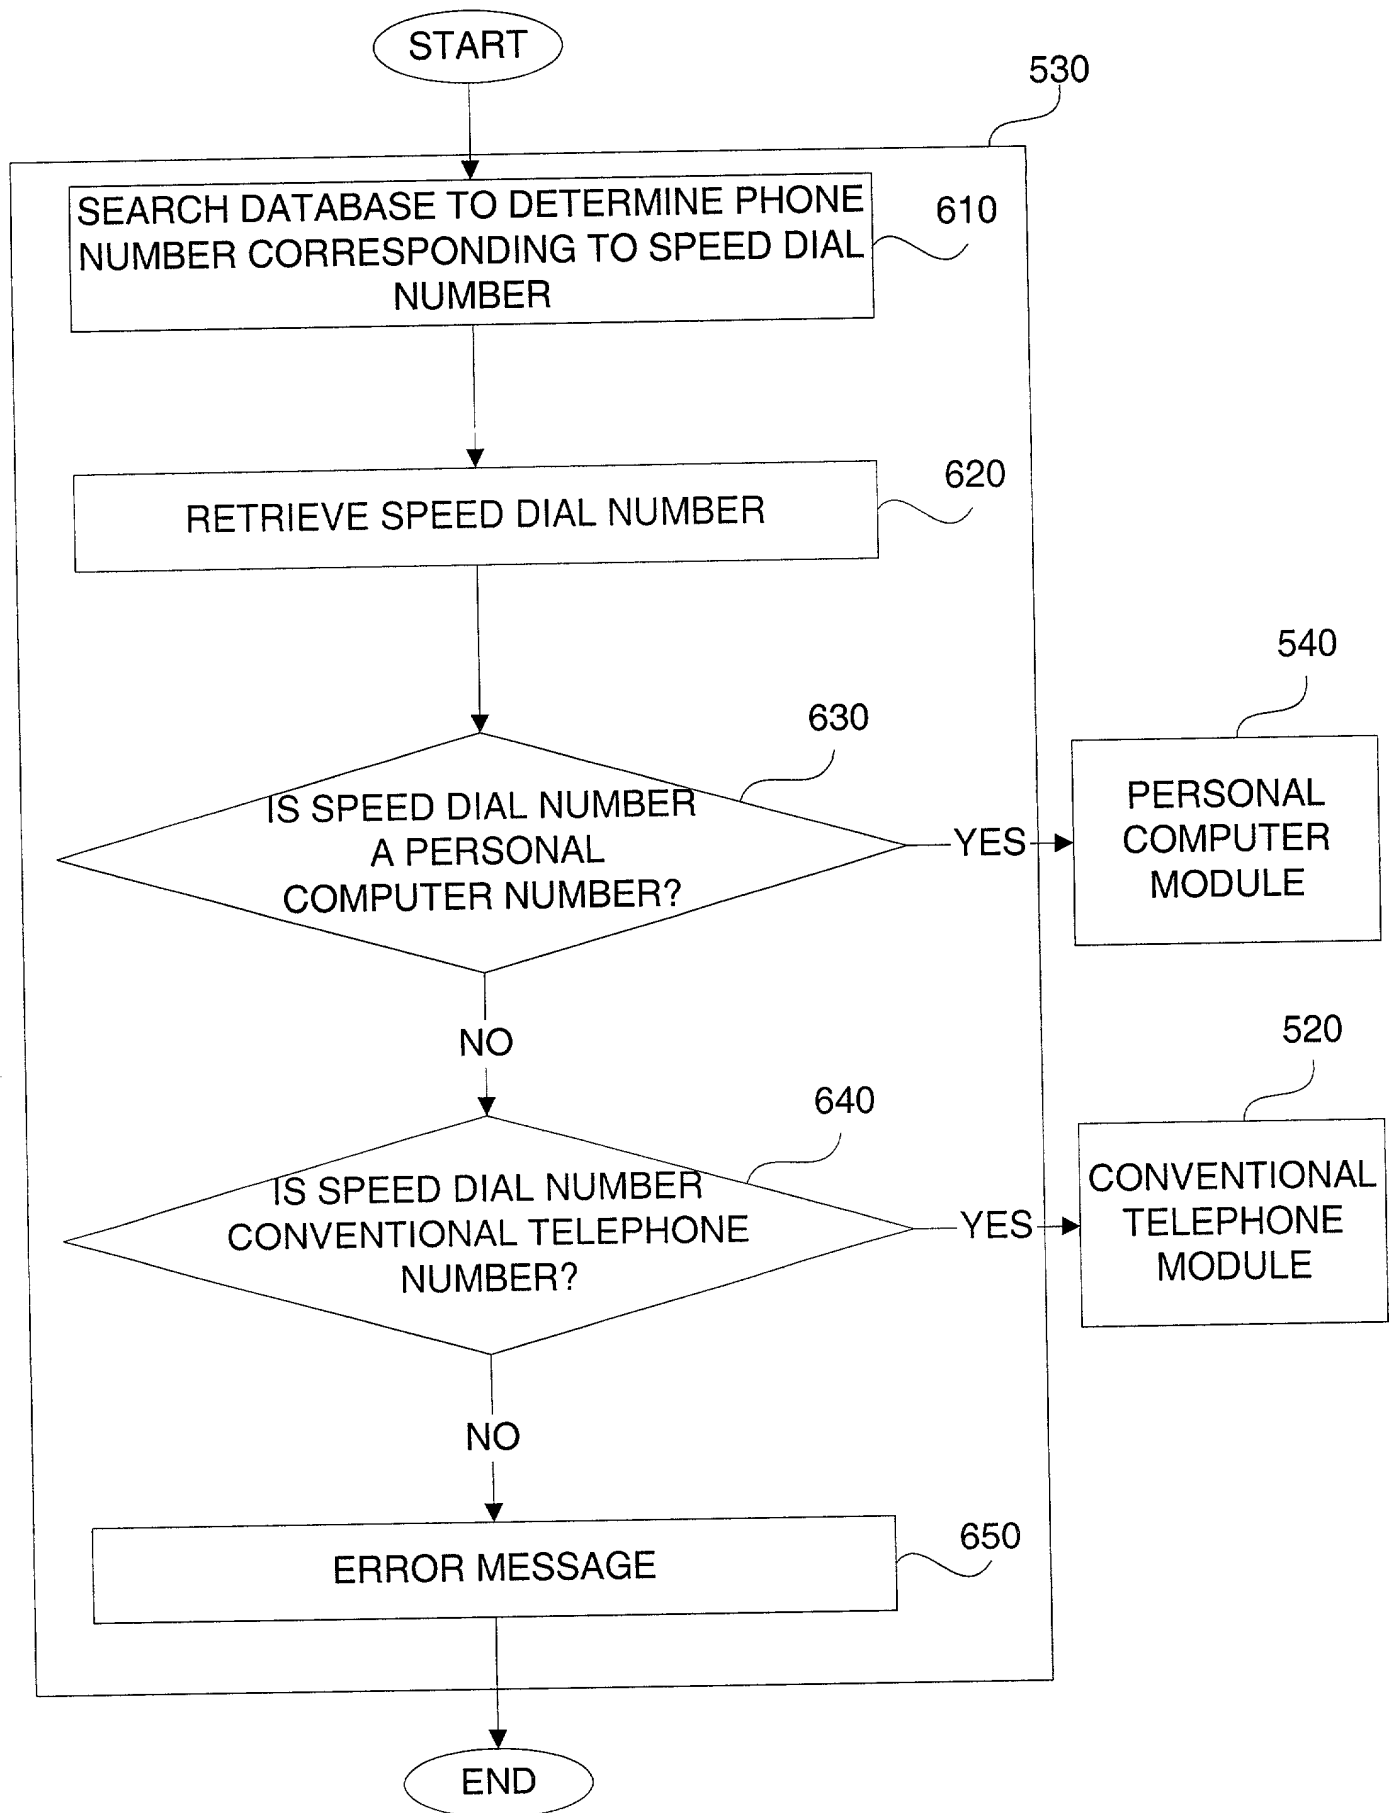 START
530
SEARCH DATABASE TO DETERMINE PHONE
NUMBER CORRESPONDING TO SPEED DIAL
NUMBER
610
RETRIEVE SPEED DIAL NUMBER
620
IS SPEED DIAL NUMBER
A PERSONAL
COMPUTER NUMBER?
630
YES
540
PERSONAL
COMPUTER
MODULE
NO
IS SPEED DIAL NUMBER
CONVENTIONAL TELEPHONE
NUMBER?
640
YES
520
CONVENTIONAL
TELEPHONE
MODULE
NO
ERROR MESSAGE
650
END